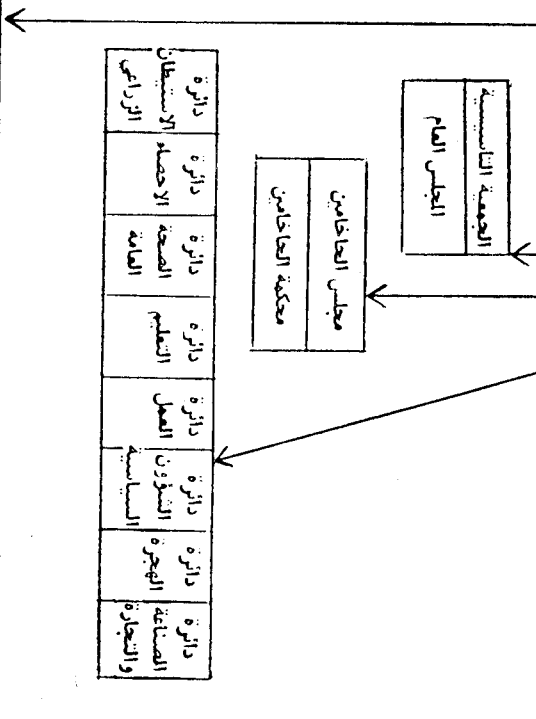 الجمعية التاسيسية
المجلس العام
مجلس الحاخامين
محكمة الحاخامين
دائرة
الصناعة
والتجارة
دائرة
الهجرة
دائرة
الشؤون
السياسية
دائرة
العمل
دائرة
التعليم
دائرة
الصحة
العامة
دائرة
الاحصاء
دائرة
الاستيطان
الزراعي